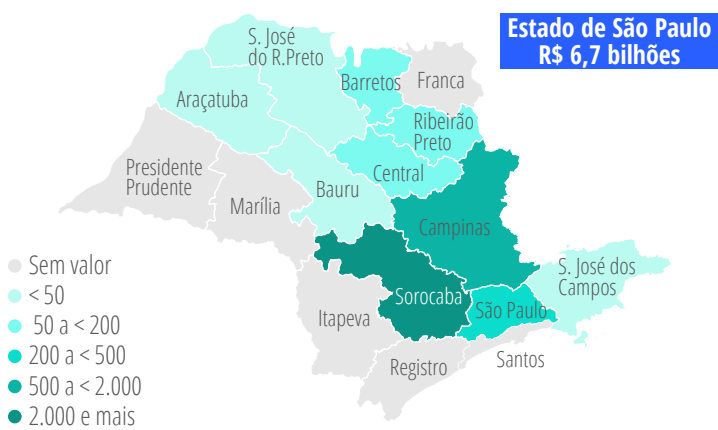 Estado de São Paulo
R$ 6,7 bilhões
S. José
do R.Preto
Barretos
Franca
Araçatuba
Ribeirão
Preto
Presidente
Prudente
Central
Bauru
Marília
Campinas
S. José dos
Campos
Sorocaba
São Paulo
Itapeva
Santos
Registro
Sem valor
< 50
50 a < 200
200 a < 500
500 a < 2.000
2.000 e mais